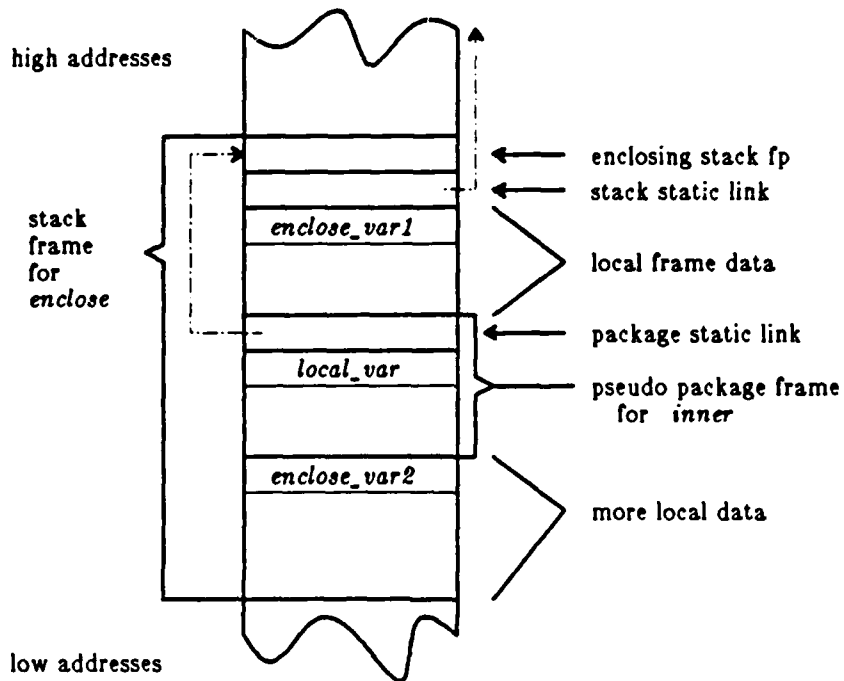 high addresses
enclosing stack fp
stack static link
stack
frame
for
enclose
enclose_var1
local frame data
package static link
local_var
pseudo package frame
for inner
enclose_var2
more local data
low addresses